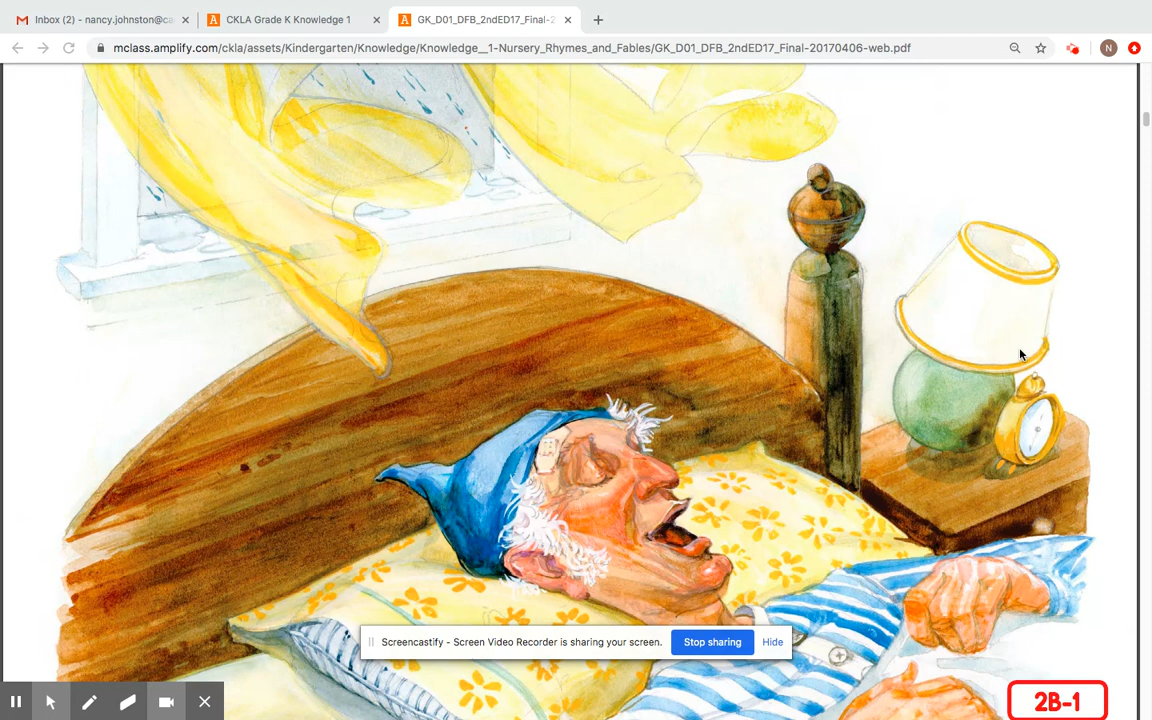 Inbox (2) - nancy.johnston@ca
CKLA Grade K Knowledge 1
GK_D01_DFB_2ndED17_Final-2
mclass.amplify.com/ckla/assets/Kindergarten/Knowledge/Knowledge__1-Nursery_Rhymes_and_Fables/GK_D01_DFB_2ndED17_Final-20170406-web.pdf
N
Screencastify - Screen Video Recorder is sharing your screen.
Stop sharing
Hide
2B-1